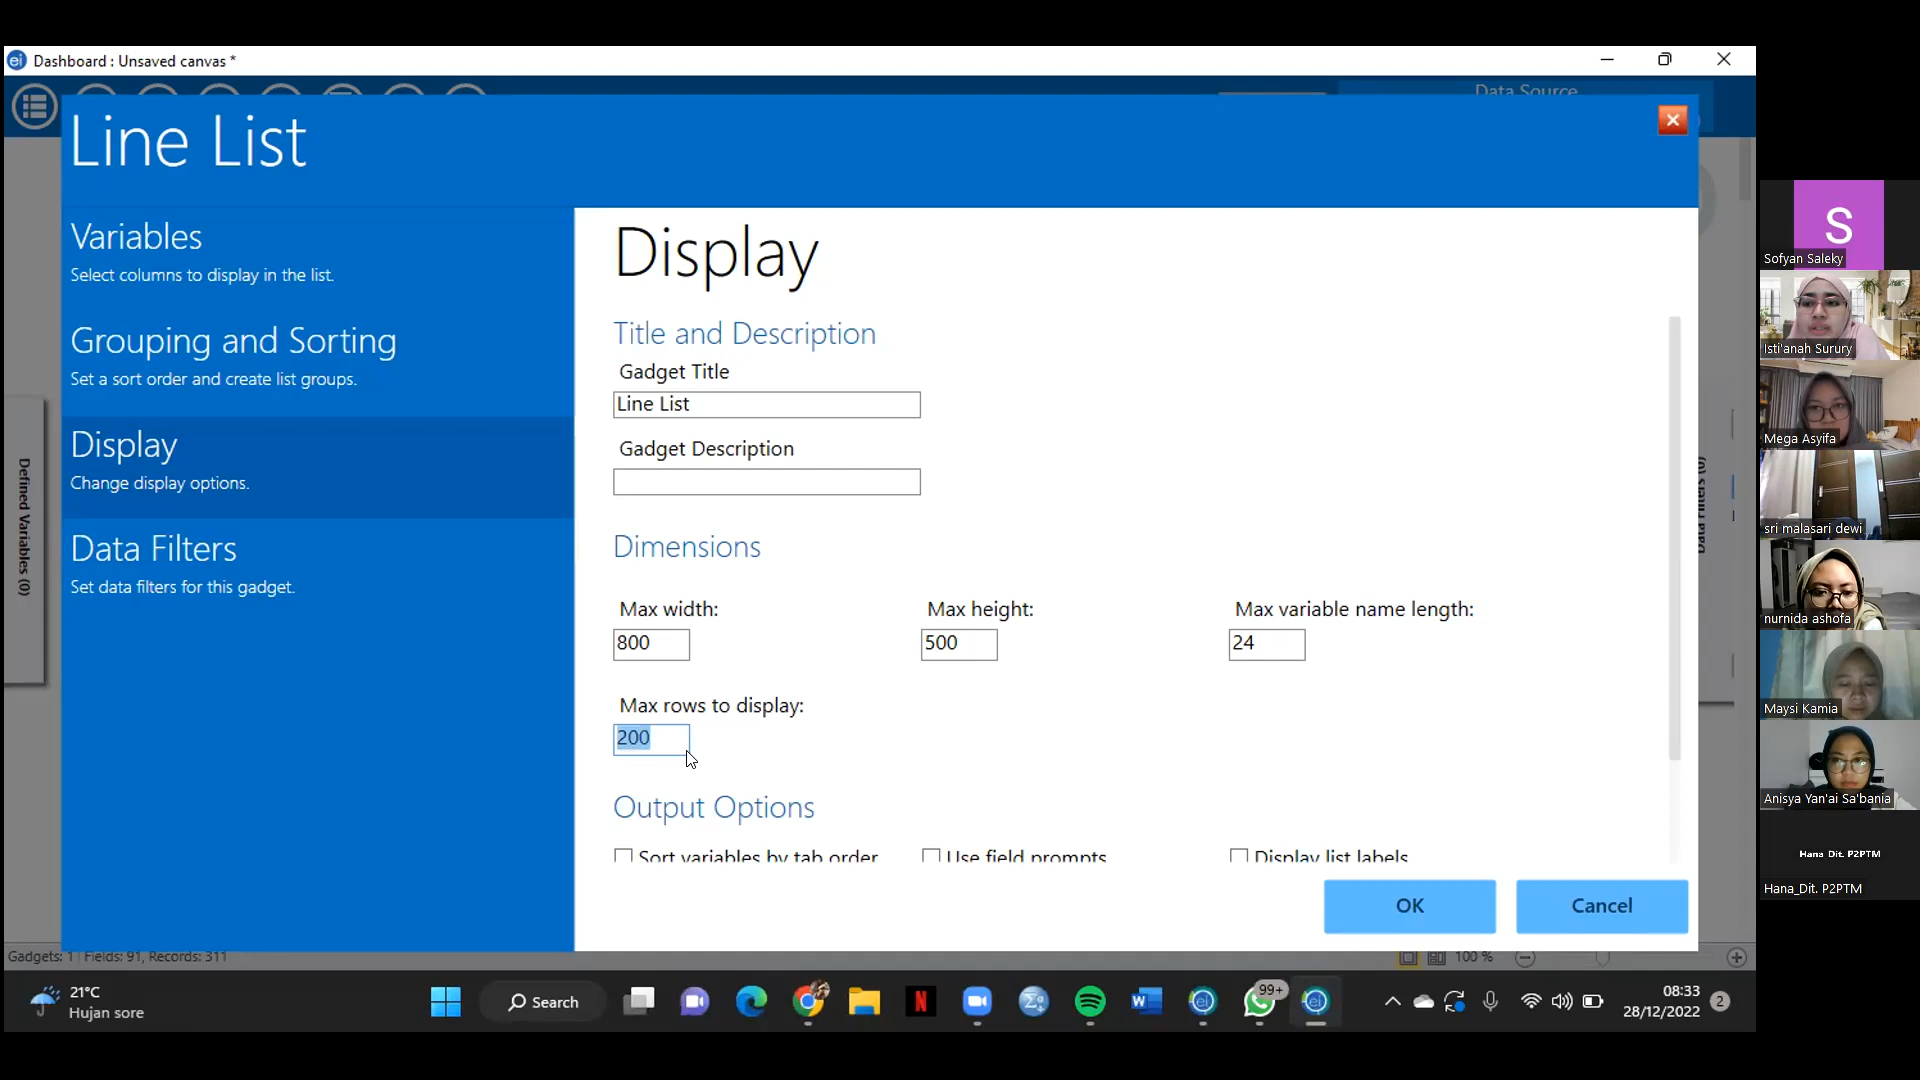 ei Dashboard : Unsaved canvas *
Data Source
Line List
Variables
Select columns to display in the list.
Grouping and Sorting
Set a sort order and create list groups.
Display
Change display options.
Data Filters
Set data filters for this gadget.
Defined Variables (0)
Display
Title and Description
Gadget Title
Line List
Gadget Description
Dimensions
Max width:
Max height:
Max variable name length:
800
500
24
Max rows to display:
200
Output Options
Sort variables by tab order
Use field prompts
Display list labels
OK
Cancel
Data Filters (0)
Gadgets: 1 | Fields: 91, Records: 311
100 %
21°C
Hujan sore
Search
99+
08:33
28/12/2022
2
S
Sofyan Saleky
Isti'anah Surury
Mega Asyifa
sri malasari dewi
nurnida ashofa
Maysi Kamia
Anisya Yan'ai Sa'bania
Hana_Dit. P2PTM
Hana_Dit. P2PTM